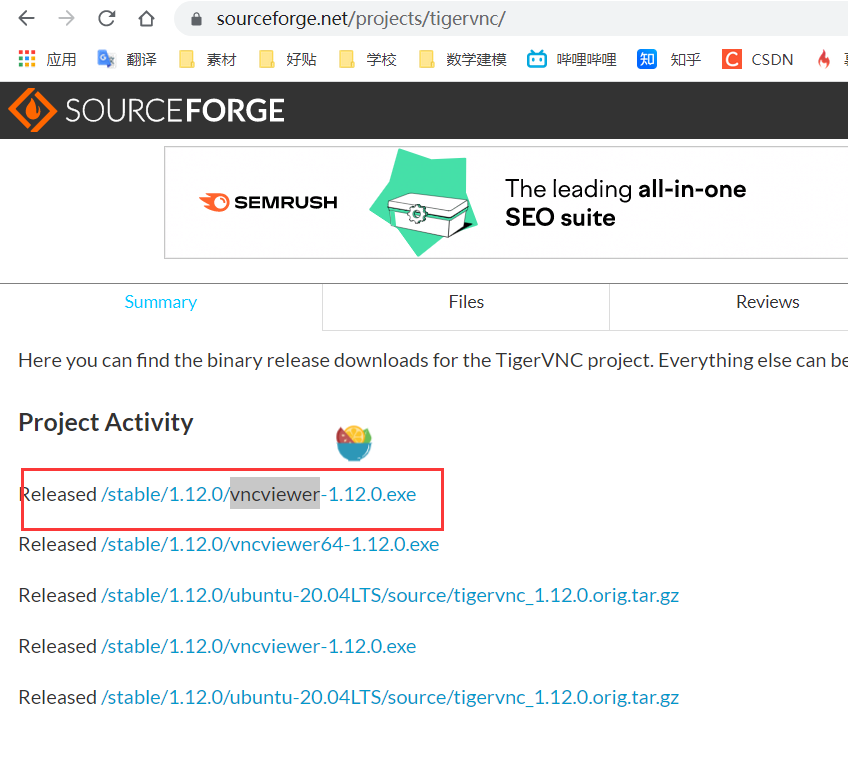 sourceforge.net/projects/tigervnc/
应用 翻译 素材 好贴 学校 数学建模 哔哩哔哩 知 知乎 C CSDN
SOURCEFORGE
SEMRUSH
The leading all-in-one
SEO suite
Summary Files Reviews
Here you can find the binary release downloads for the TigerVNC project. Everything else can be
Project Activity
Released /stable/1.12.0/vncviewer-1.12.0.exe
Released /stable/1.12.0/vncviewer64-1.12.0.exe
Released /stable/1.12.0/ubuntu-20.04LTS/source/tigervnc_1.12.0.orig.tar.gz
Released /stable/1.12.0/vncviewer-1.12.0.exe
Released /stable/1.12.0/ubuntu-20.04LTS/source/tigervnc_1.12.0.orig.tar.gz